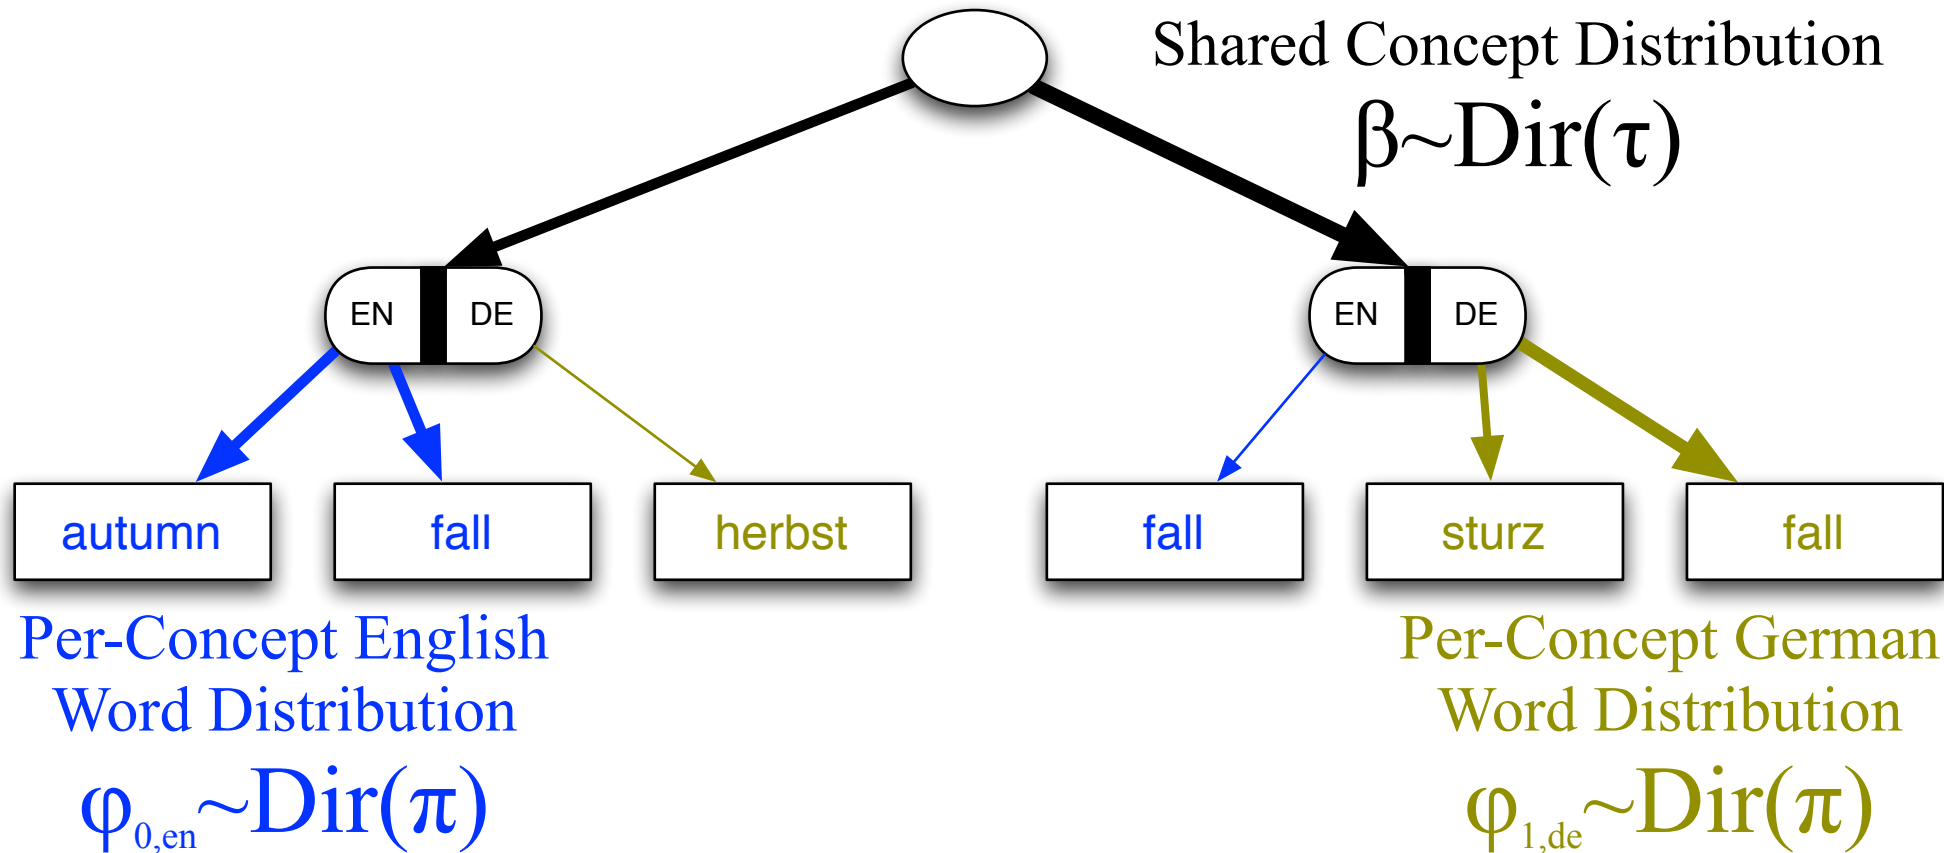 Shared Concept Distribution
β~Dir(τ)
EN DE
EN DE
autumn
fall
herbst
fall
sturz
fall
Per-Concept English
Word Distribution
φ0,en~Dir(π)
Per-Concept German
Word Distribution
φ1,de~Dir(π)